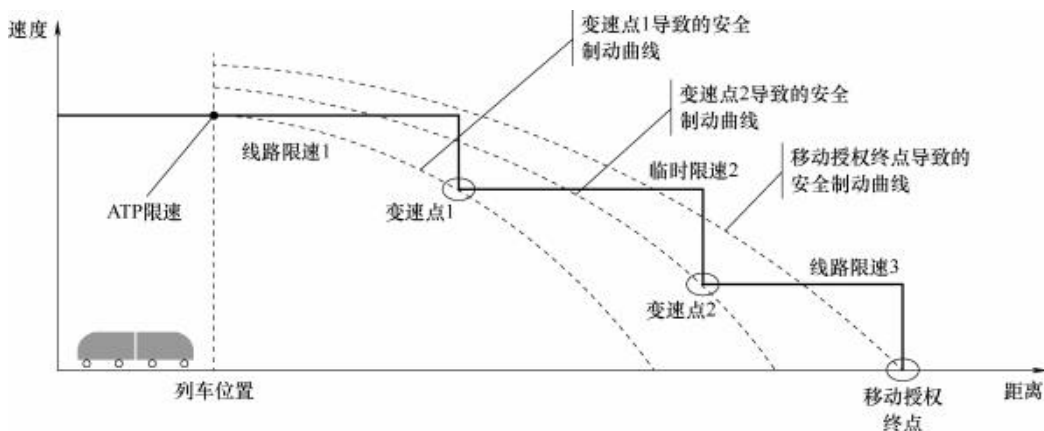 速度
变速点1导致的安全
制动曲线
变速点2导致的安全
制动曲线
移动授权终点导致的
安全制动曲线
线路限速1
临时限速2
ATP限速
变速点1
线路限速3
变速点2
列车位置
移动授权
终点
距离